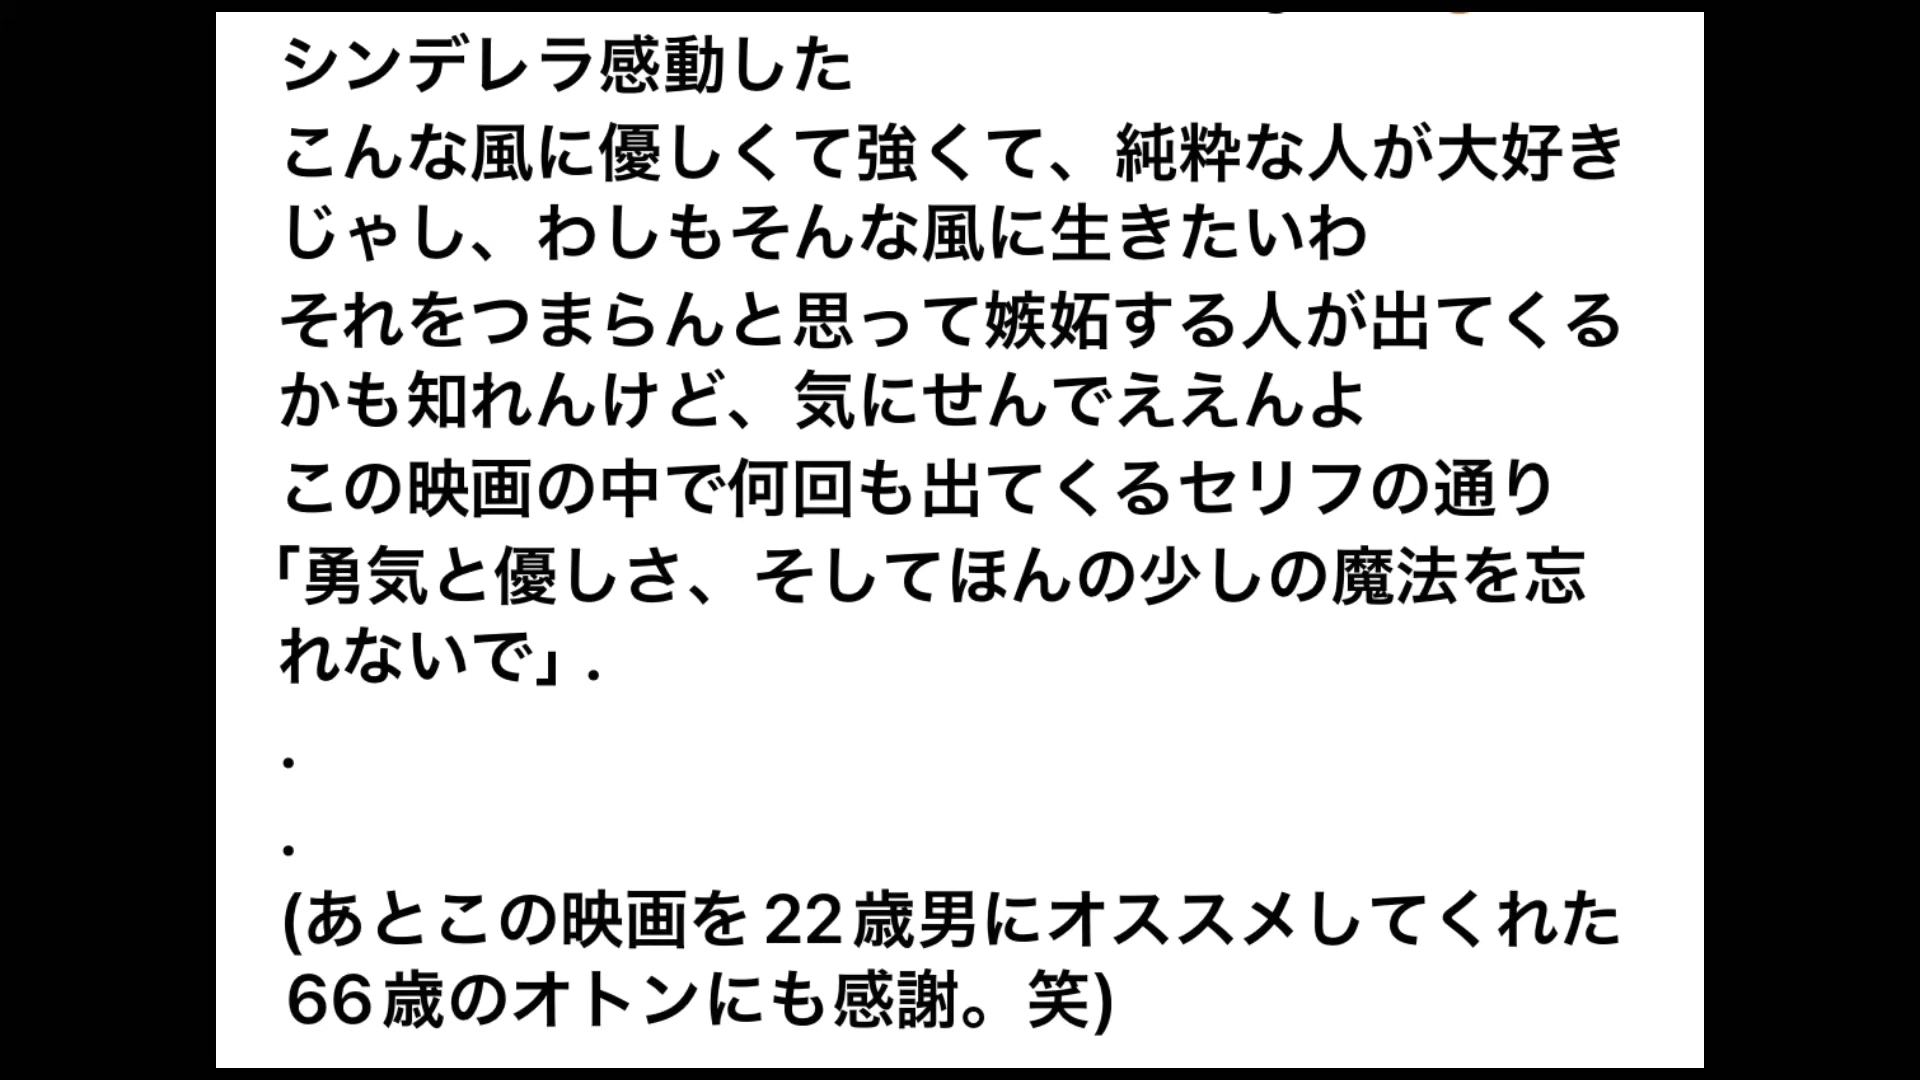 シンデレラ感動した
こんな風に優しくて強くて、純粋な人が大好き
じゃし、わしもそんな風に生きたいわ
それをつまらんと思って嫉妬する人が出てくる
かも知れんけど、気にせんでええんよ
この映画の中で何回も出てくるセリフの通り
「勇気と優しさ、そしてほんの少しの魔法を忘
れないで」.
.
.
(あとこの映画を22歳男にオススメしてくれた
66歳のオトンにも感謝。笑)